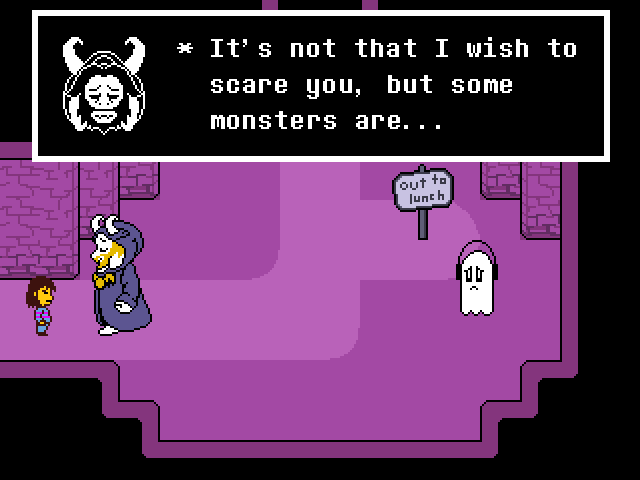 * It's not that I wish to
scare you, but some
monsters are...
out to
lunch